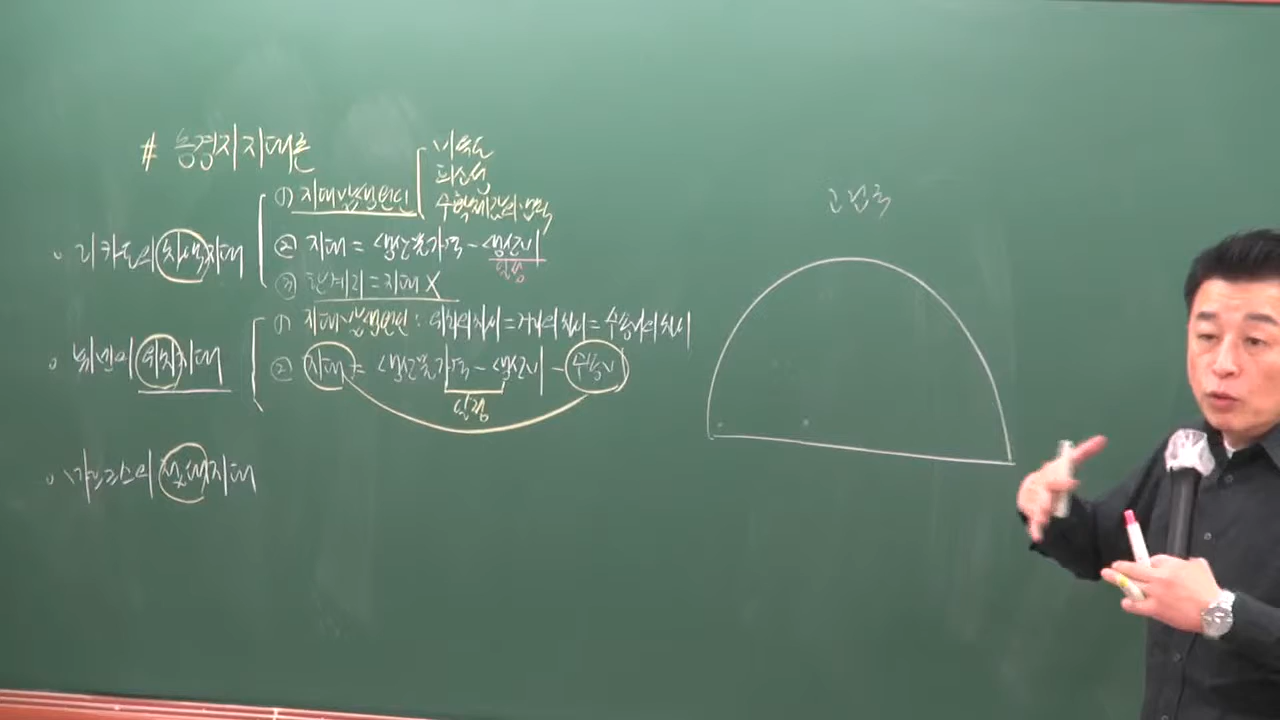 # 농경지지대론
· 리카도의 차액지대
① 지대발생원인
비옥도
희소성
수확체감의 법칙
② 지대 = 생산물가격 - 생산비
일정
③ 한계지 = 지대 X
· 튀넨의 위치지대
① 지대발생원인 : 위치의 차이 = 거리의 차이 = 수송비의 차이
② 지대 = 생산물가격 - 생산비 - 수송비
일정
· 마르크스의 절대지대